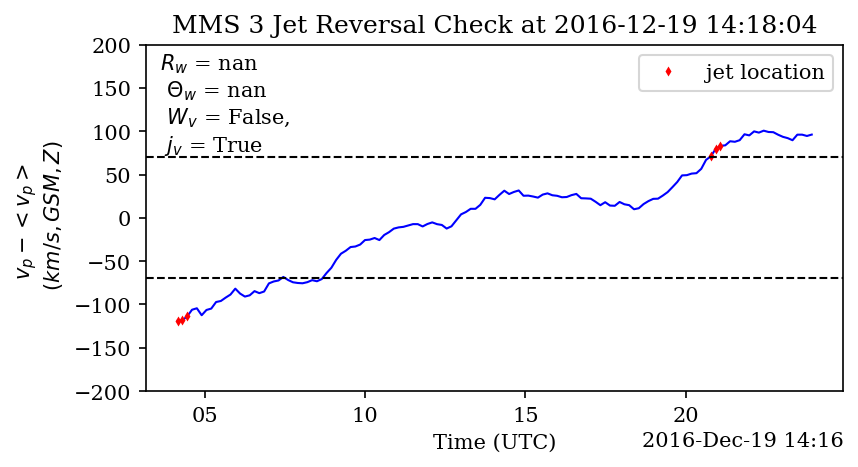 MMS 3 Jet Reversal Check at 2016-12-19 14:18:04
R_w = nan
Θ_w = nan
W_v = False,
j_v = True
jet location
200
150
100
50
0
−50
−100
−150
−200
v_p − < v_p >
(km/s, GSM, Z)
05 10 15 20
Time (UTC)
2016-Dec-19 14:16